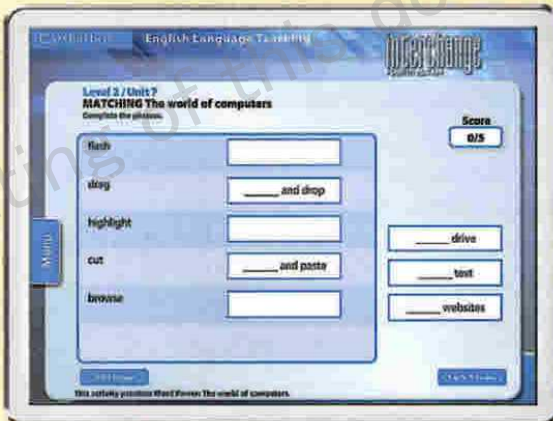 English Language Teaching
interchange
Level 2 / Unit 7
MATCHING The world of computers
Complete the phrases.
Score
0/5
flash
drag
_____ and drop
highlight
cut
_____ and paste
browse
_____ drive
_____ text
_____ websites
Menu
This activity practices Word Power: The world of computers.